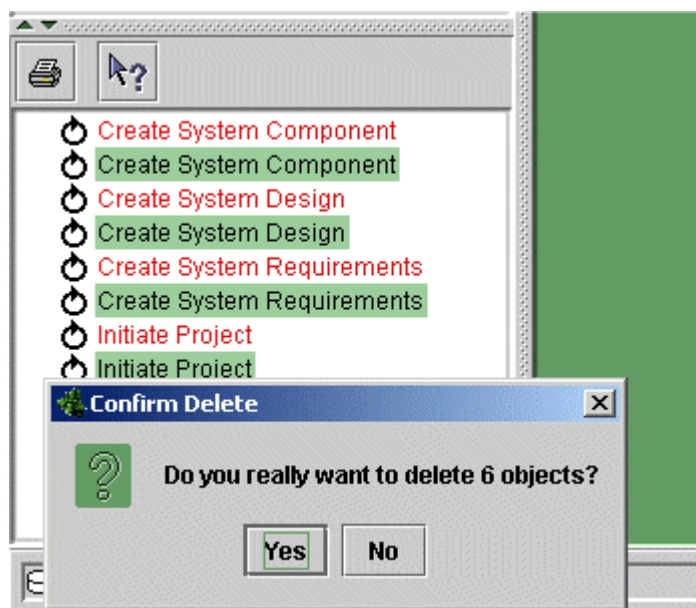 Create System Component
Create System Component
Create System Design
Create System Design
Create System Requirements
Create System Requirements
Initiate Project
Initiate Project
Confirm Delete
Do you really want to delete 6 objects?
Yes
No